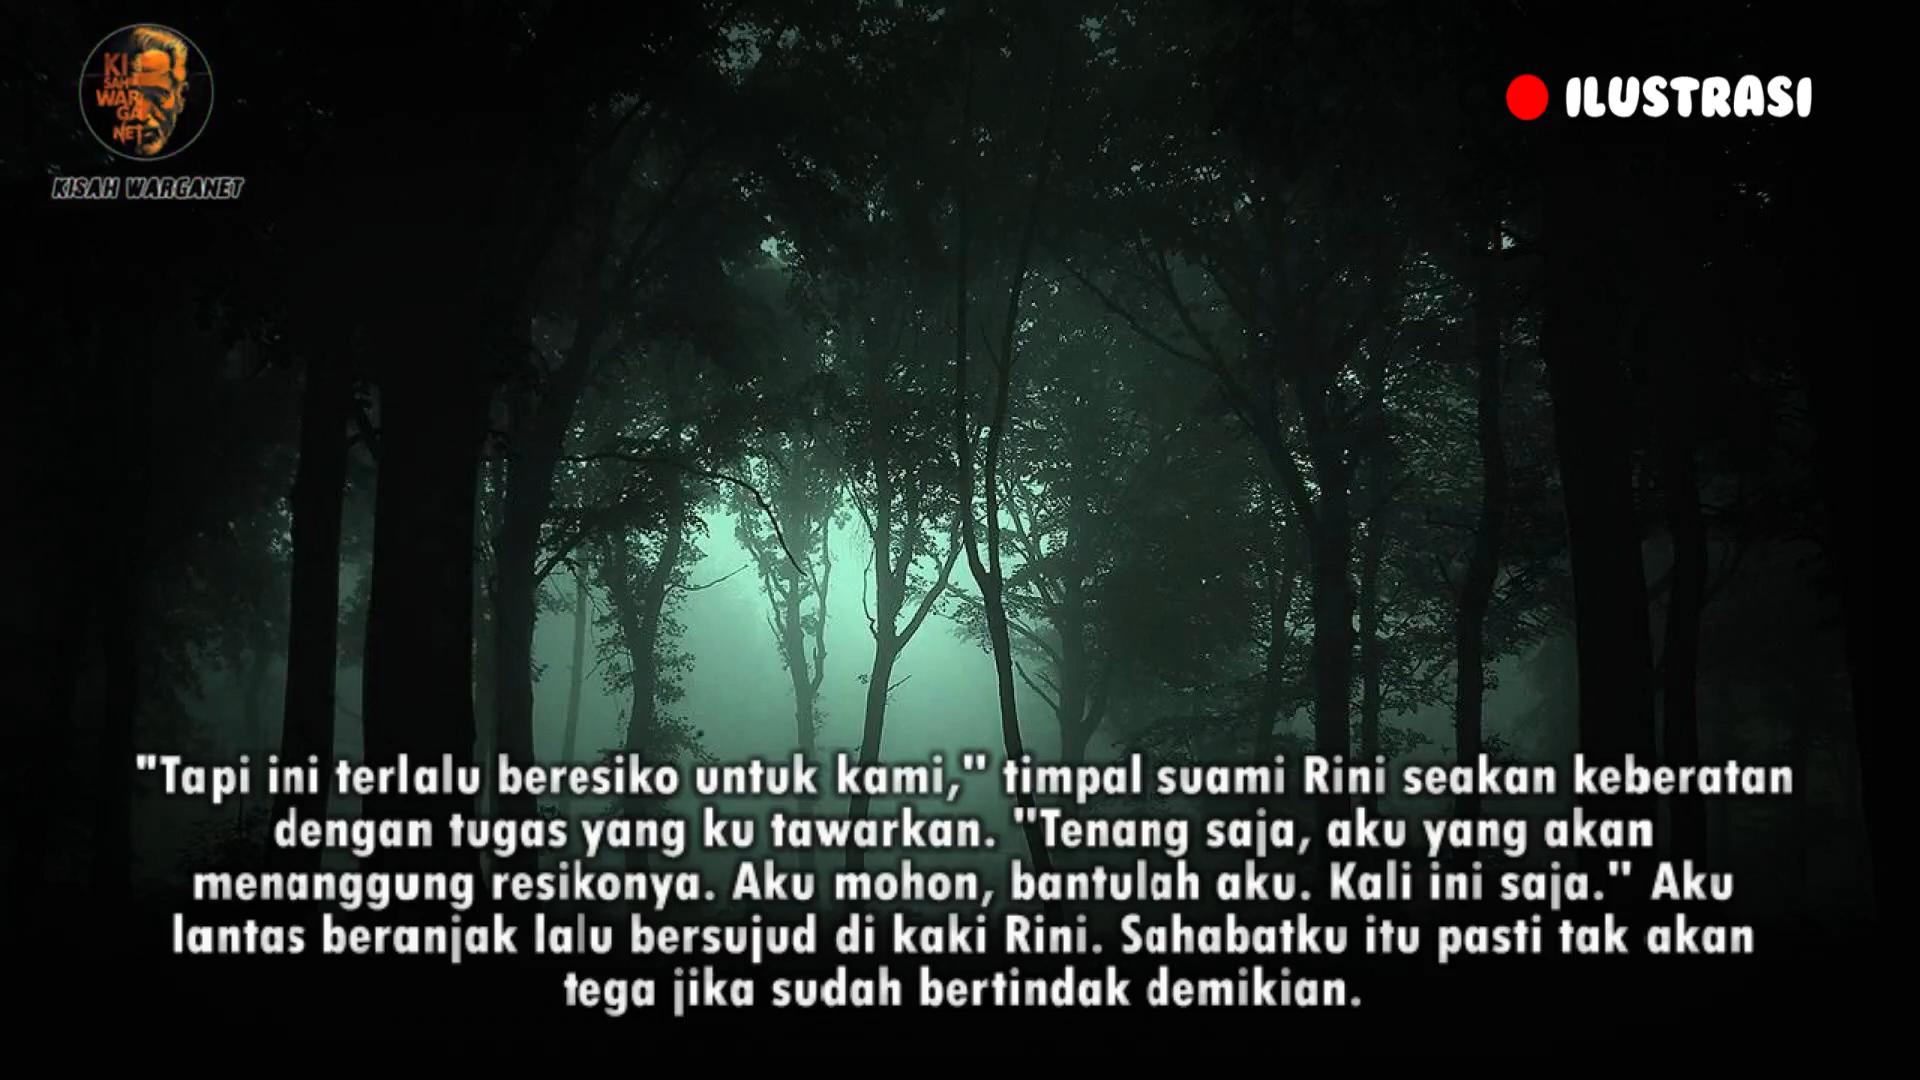 KI
SAH
WAR
GA
NET
KISAH WARGANET
ILUSTRASI
"Tapi ini terlalu beresiko untuk kami," timpal suami Rini seakan keberatan
dengan tugas yang ku tawarkan. "Tenang saja, aku yang akan
menanggung resikonya. Aku mohon, bantulah aku. Kali ini saja." Aku
lantas beranjak lalu bersujud di kaki Rini. Sahabatku itu pasti tak akan
tega jika sudah bertindak demikian.